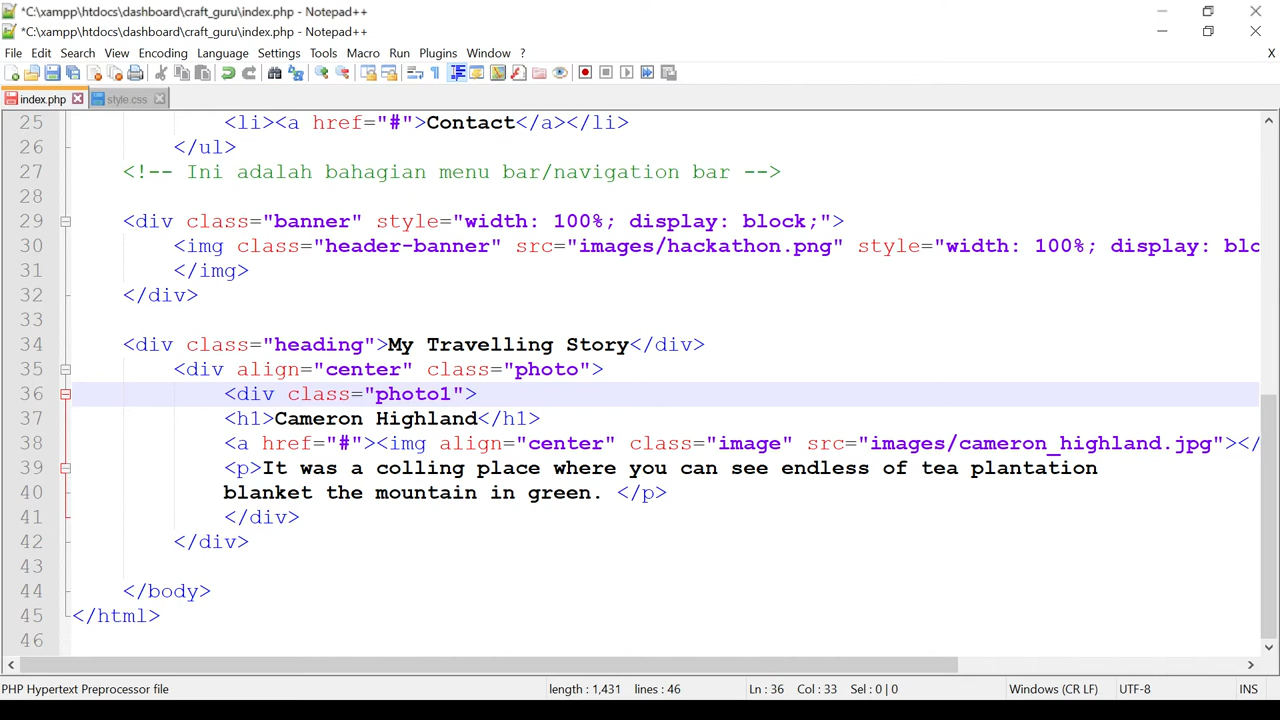 *C:\xampp\htdocs\dashboard\craft_guru\index.php - Notepad++
*C:\xampp\htdocs\dashboard\craft_guru\index.php - Notepad++
File Edit Search View Encoding Language Settings Tools Macro Run Plugins Window ? X
index.php style.css
25 <li><a href="#">Contact</a></li>
26 </ul>
27 <!-- Ini adalah bahagian menu bar/navigation bar -->
28
29 <div class="banner" style="width: 100%; display: block;">
30 <img class="header-banner" src="images/hackathon.png" style="width: 100%; display: blo
31 </img>
32 </div>
33
34 <div class="heading">My Travelling Story</div>
35 <div align="center" class="photo">
36 <div class="photo1">
37 <h1>Cameron Highland</h1>
38 <a href="#"><img align="center" class="image" src="images/cameron_highland.jpg"></
39 <p>It was a colling place where you can see endless of tea plantation
40 blanket the mountain in green. </p>
41 </div>
42 </div>
43
44 </body>
45 </html>
46
PHP Hypertext Preprocessor file length : 1,431 lines : 46 Ln : 36 Col : 33 Sel : 0 | 0 Windows (CR LF) UTF-8 INS